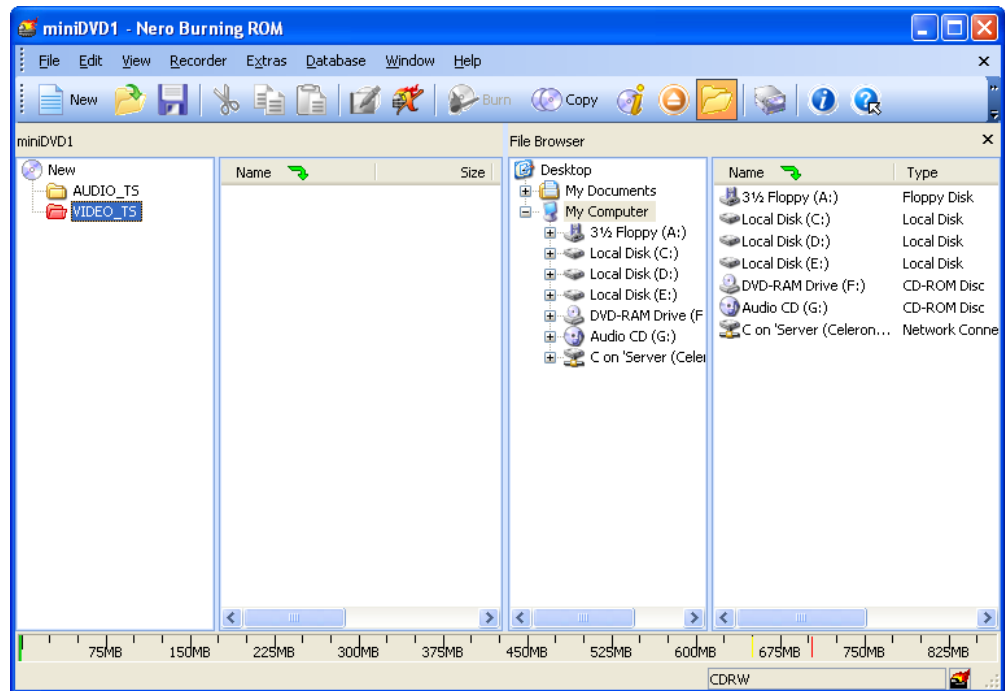 miniDVD1 - Nero Burning ROM
File Edit View Recorder Extras Database Window Help
New Burn Copy
miniDVD1
New
AUDIO_TS
VIDEO_TS
Name Size
File Browser
Desktop
My Documents
My Computer
3½ Floppy (A:)
Local Disk (C:)
Local Disk (D:)
Local Disk (E:)
DVD-RAM Drive (F
Audio CD (G:)
C on 'Server (Celer
Name Type
3½ Floppy (A:) Floppy Disk
Local Disk (C:) Local Disk
Local Disk (D:) Local Disk
Local Disk (E:) Local Disk
DVD-RAM Drive (F:) CD-ROM Disc
Audio CD (G:) CD-ROM Disc
C on 'Server (Celeron... Network Conne
75MB 150MB 225MB 300MB 375MB 450MB 525MB 600MB 675MB 750MB 825MB
CDRW